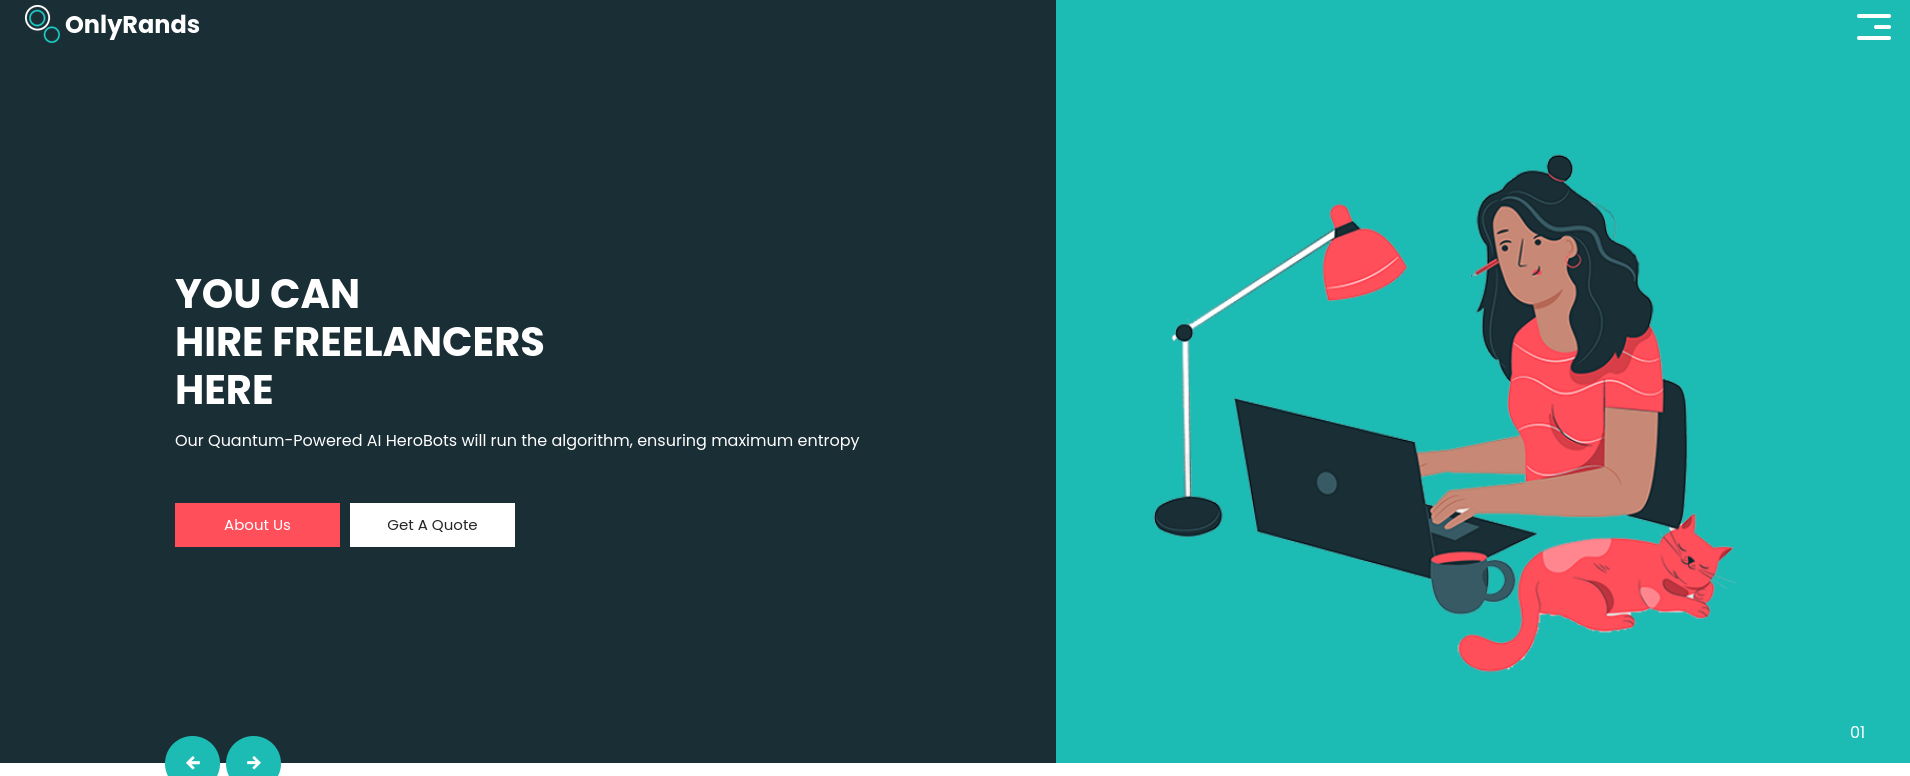 OnlyRands
YOU CAN
HIRE FREELANCERS
HERE
Our Quantum-Powered AI HeroBots will run the algorithm, ensuring maximum entropy
About Us
Get A Quote
01